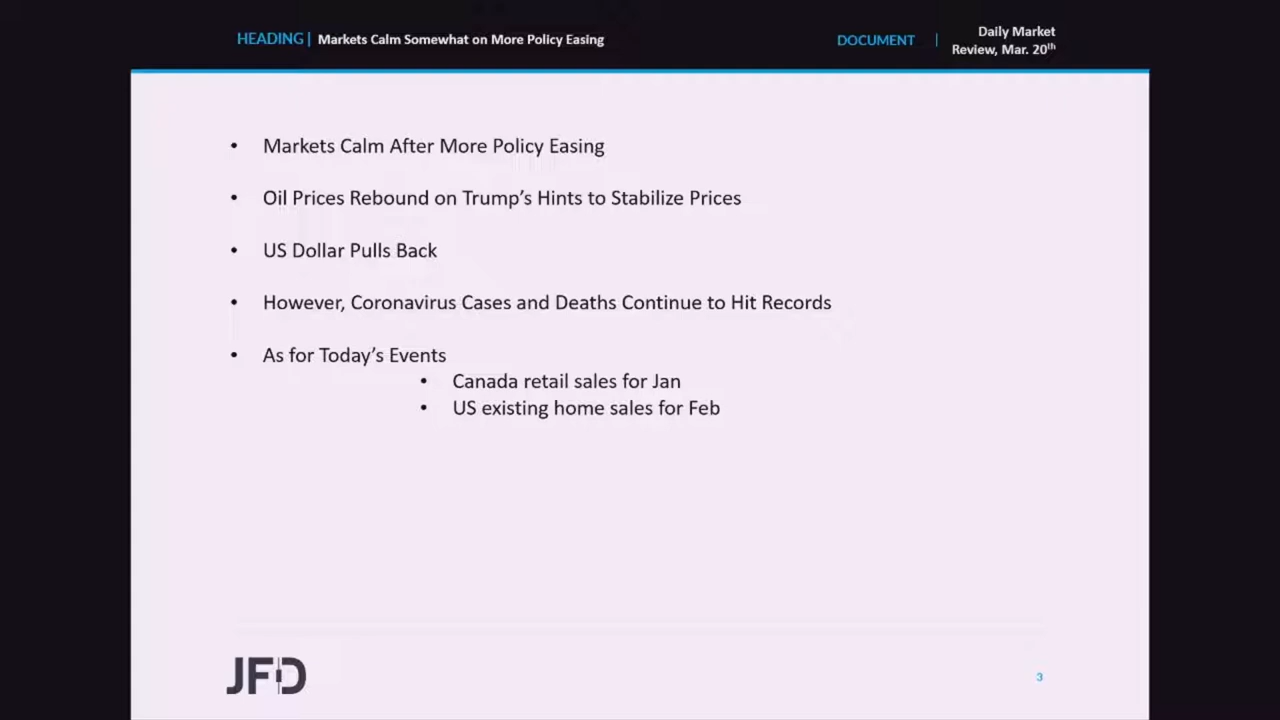 HEADING | Markets Calm Somewhat on More Policy Easing
DOCUMENT | Daily Market
Review, Mar. 20th
• Markets Calm After More Policy Easing
• Oil Prices Rebound on Trump's Hints to Stabilize Prices
• US Dollar Pulls Back
• However, Coronavirus Cases and Deaths Continue to Hit Records
• As for Today's Events
• Canada retail sales for Jan
• US existing home sales for Feb
JFD
3